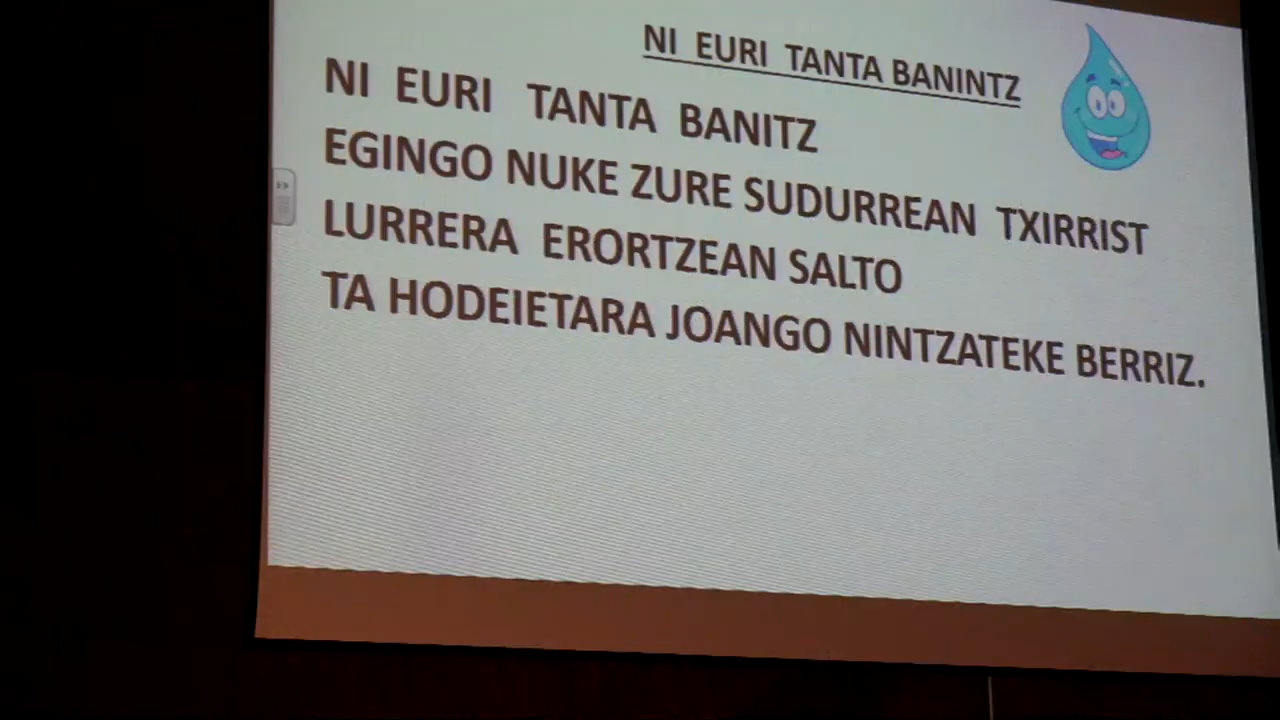 NI EURI TANTA BANINTZ
NI EURI TANTA BANITZ
EGINGO NUKE ZURE SUDURREAN TXIRRIST
LURRERA ERORTZEAN SALTO
TA HODEIETARA JOANGO NINTZATEKE BERRIZ.